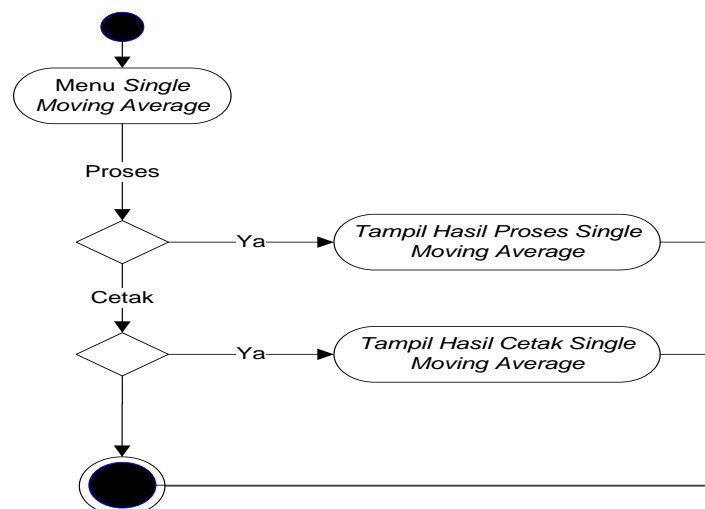 Menu Single
Moving Average
Proses
Ya
Tampil Hasil Proses Single
Moving Average
Cetak
Ya
Tampil Hasil Cetak Single
Moving Average